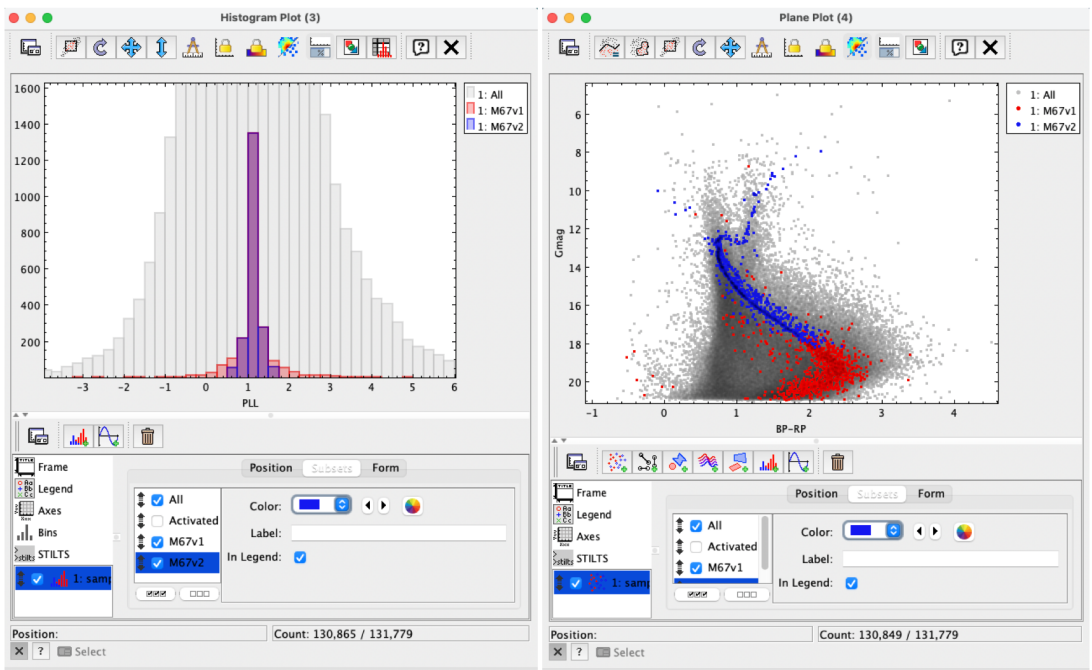 Histogram Plot (3)
1600
1400
1200
1000
800
600
400
200
-3 -2 -1 0 1 2 3 4 5 6
PLL
1: All
1: M67v1
1: M67v2
Frame
Legend
Axes
Bins
STILTS
1: samp
Position Subsets Form
All
Activated
M67v1
M67v2
Color:
Label:
In Legend:
Position:
Count: 130,865 / 131,779
Select
Plane Plot (4)
6
8
10
12
14
16
18
20
Gmag
-1 0 1 2 3 4
BP-RP
1: All
1: M67v1
1: M67v2
Frame
Legend
Axes
STILTS
1: samp
Position Subsets Form
All
Activated
M67v1
Color:
Label:
In Legend:
Position:
Count: 130,849 / 131,779
Select